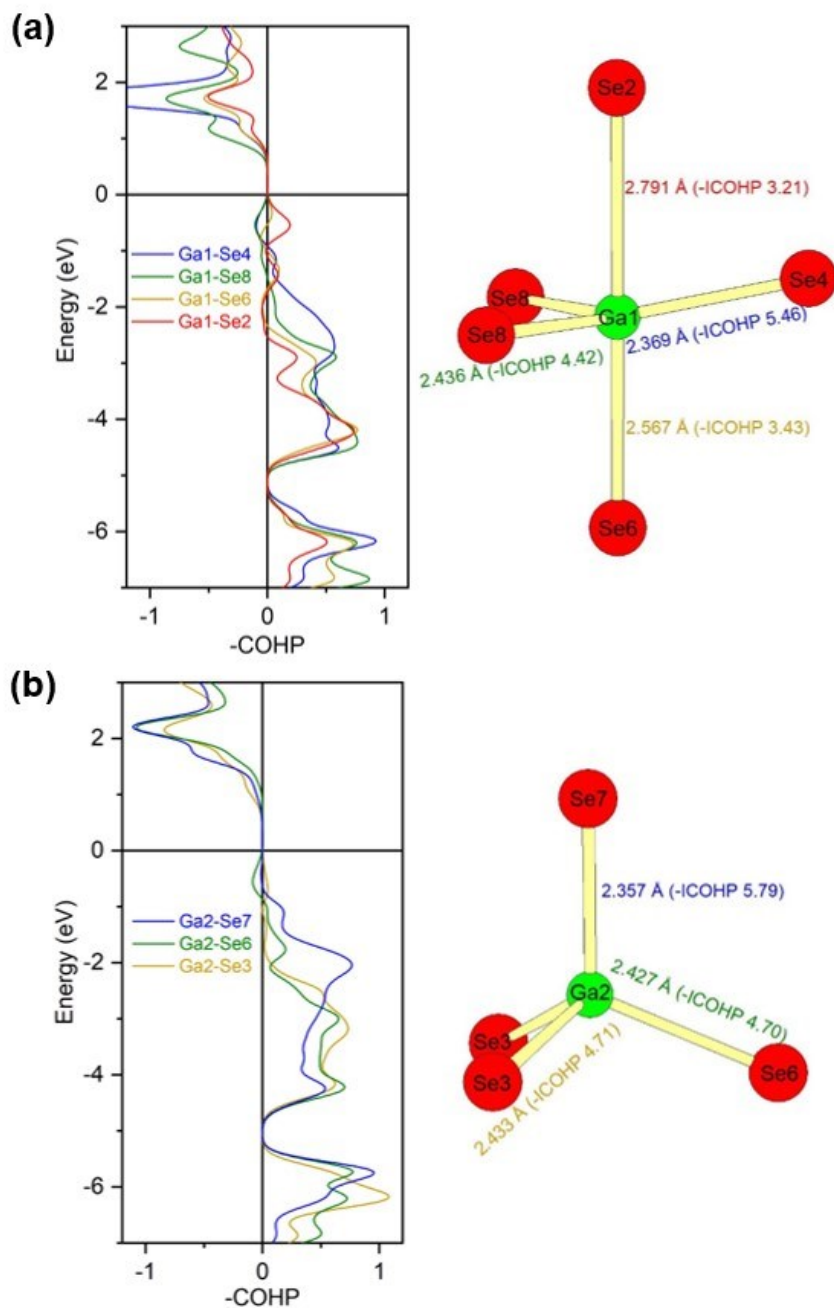 (a)
2
0
-2
-4
-6
Energy (eV)
Ga1-Se4
Ga1-Se8
Ga1-Se6
Ga1-Se2
-1 0 1
-COHP
Se2
2.791 Å (-ICOHP 3.21)
Se4
Se8
Ga1
Se8
2.369 Å (-ICOHP 5.46)
2.436 Å (-ICOHP 4.42)
2.567 Å (-ICOHP 3.43)
Se6
(b)
2
0
-2
-4
-6
Energy (eV)
Ga2-Se7
Ga2-Se6
Ga2-Se3
-1 0 1
-COHP
Se7
2.357 Å (-ICOHP 5.79)
2.427 Å (-ICOHP 4.70)
Ga2
Se3
Se3
Se6
2.433 Å (-ICOHP 4.71)